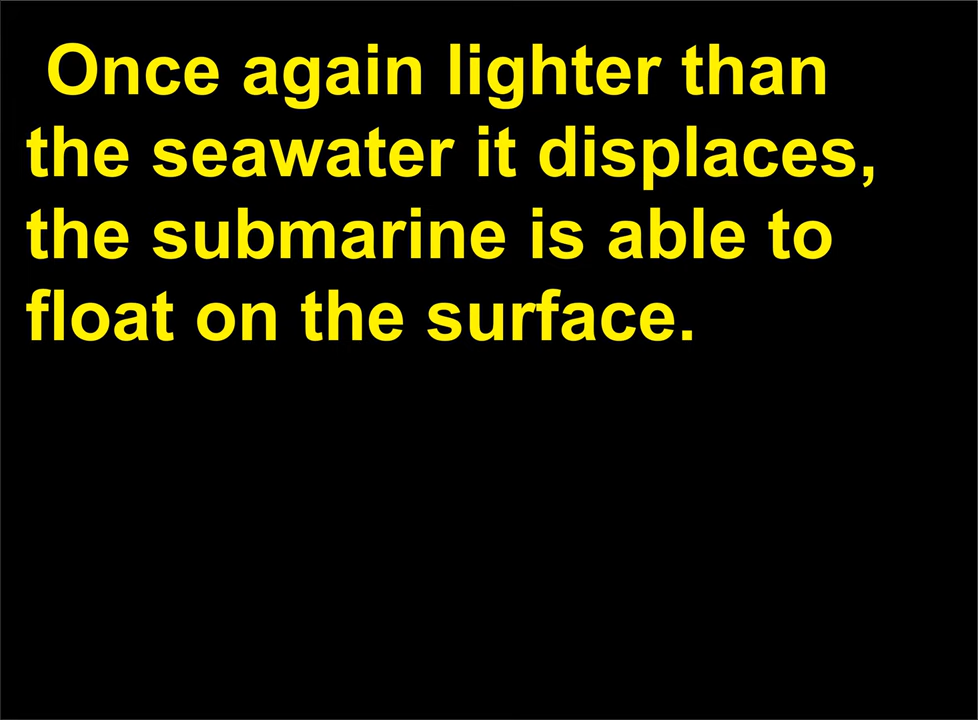 Once again lighter than
the seawater it displaces,
the submarine is able to
float on the surface.